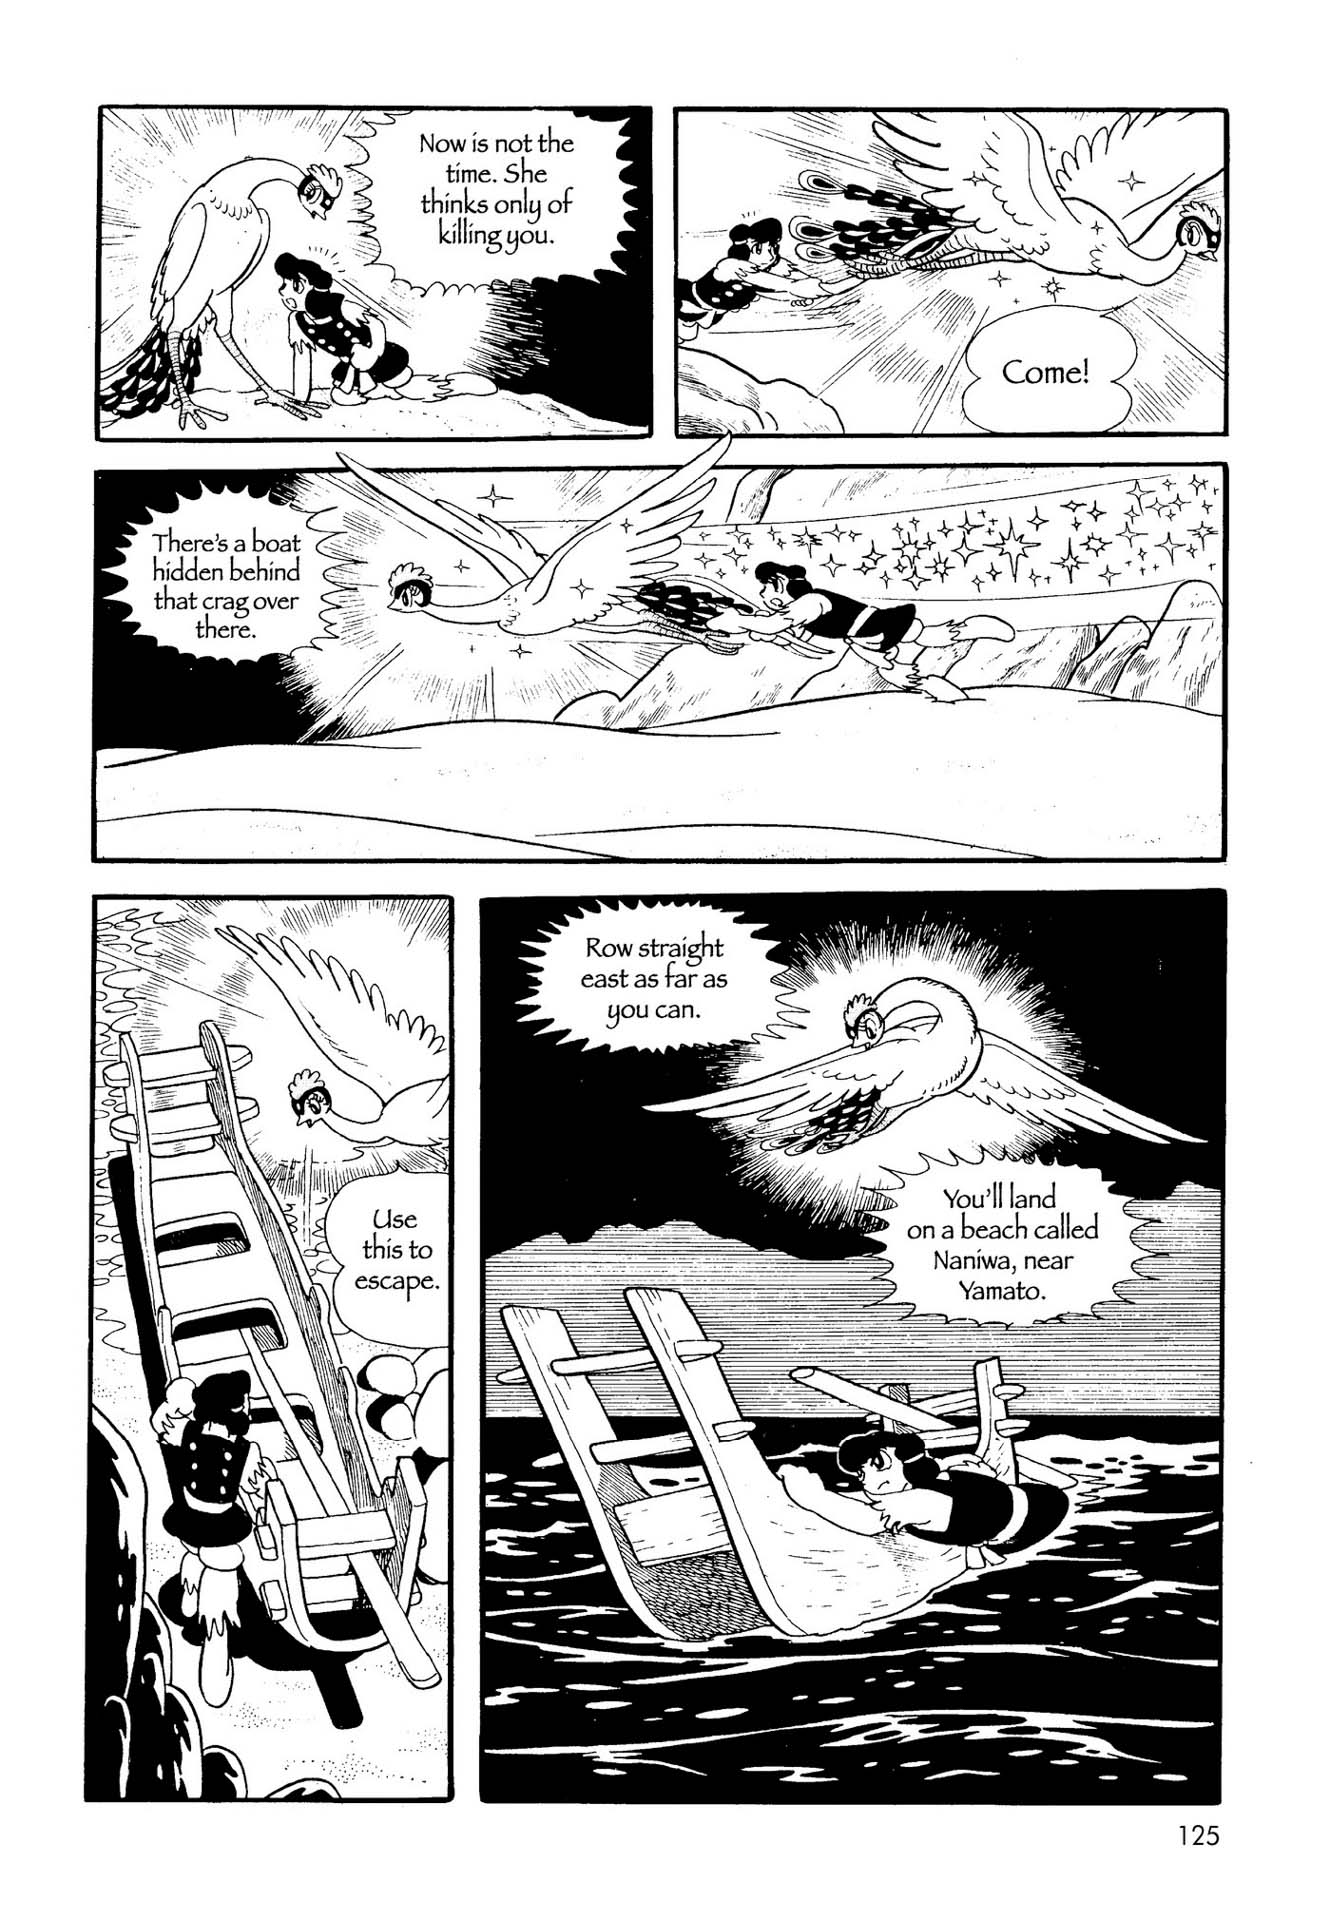 Now is not the
time. She
thinks only of
killing you.
Come!
There's a boat
hidden behind
that crag over
there.
Use
this to
escape.
Row straight
east as far as
you can.
You'll land
on a beach called
Naniwa, near
Yamato.
125